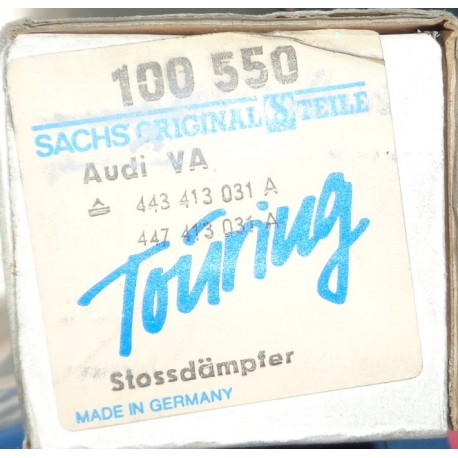 100 550
SACHS ORIGINAL S TEILE
Audi VA
≙ 443 413 031 A
447 413 031 A
Touring
Stossdämpfer
MADE IN GERMANY